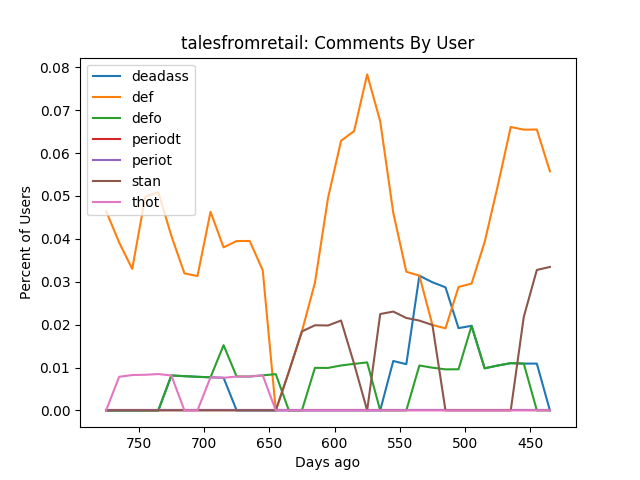 talesfromretail: Comments By User
Percent of Users
0.08
0.07
0.06
0.05
0.04
0.03
0.02
0.01
0.00
deadass
def
defo
periodt
periot
stan
thot
750 700 650 600 550 500 450
Days ago